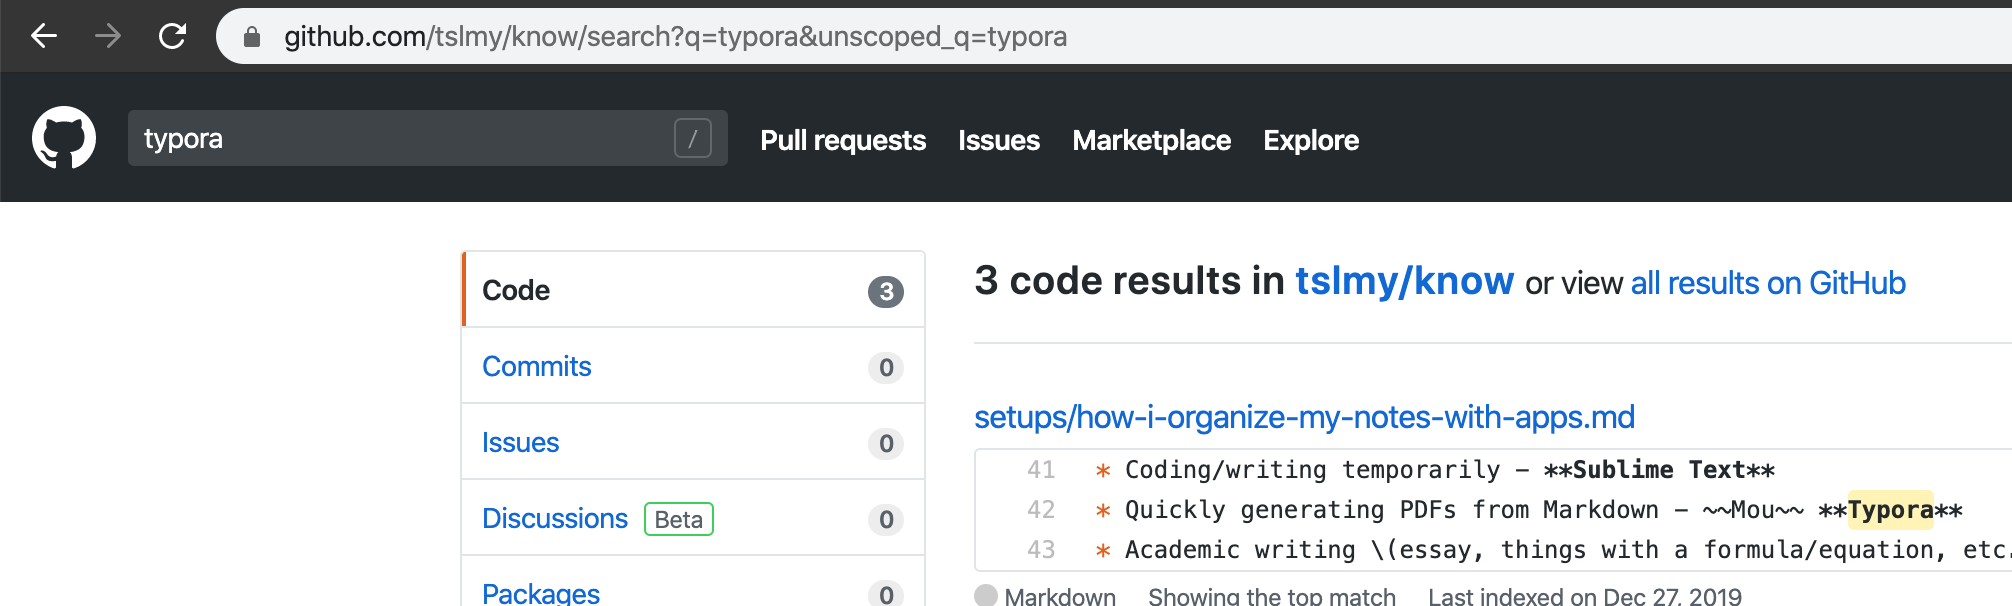 github.com/tslmy/know/search?q=typora&unscoped_q=typora
typora / Pull requests Issues Marketplace Explore
Code 3
Commits 0
Issues 0
Discussions Beta 0
Packages 0
3 code results in tslmy/know or view all results on GitHub
setups/how-i-organize-my-notes-with-apps.md
41 * Coding/writing temporarily - **Sublime Text**
42 * Quickly generating PDFs from Markdown - ~~Mou~~ **Typora**
43 * Academic writing \(essay, things with a formula/equation, etc.
Markdown Showing the top match Last indexed on Dec 27, 2019